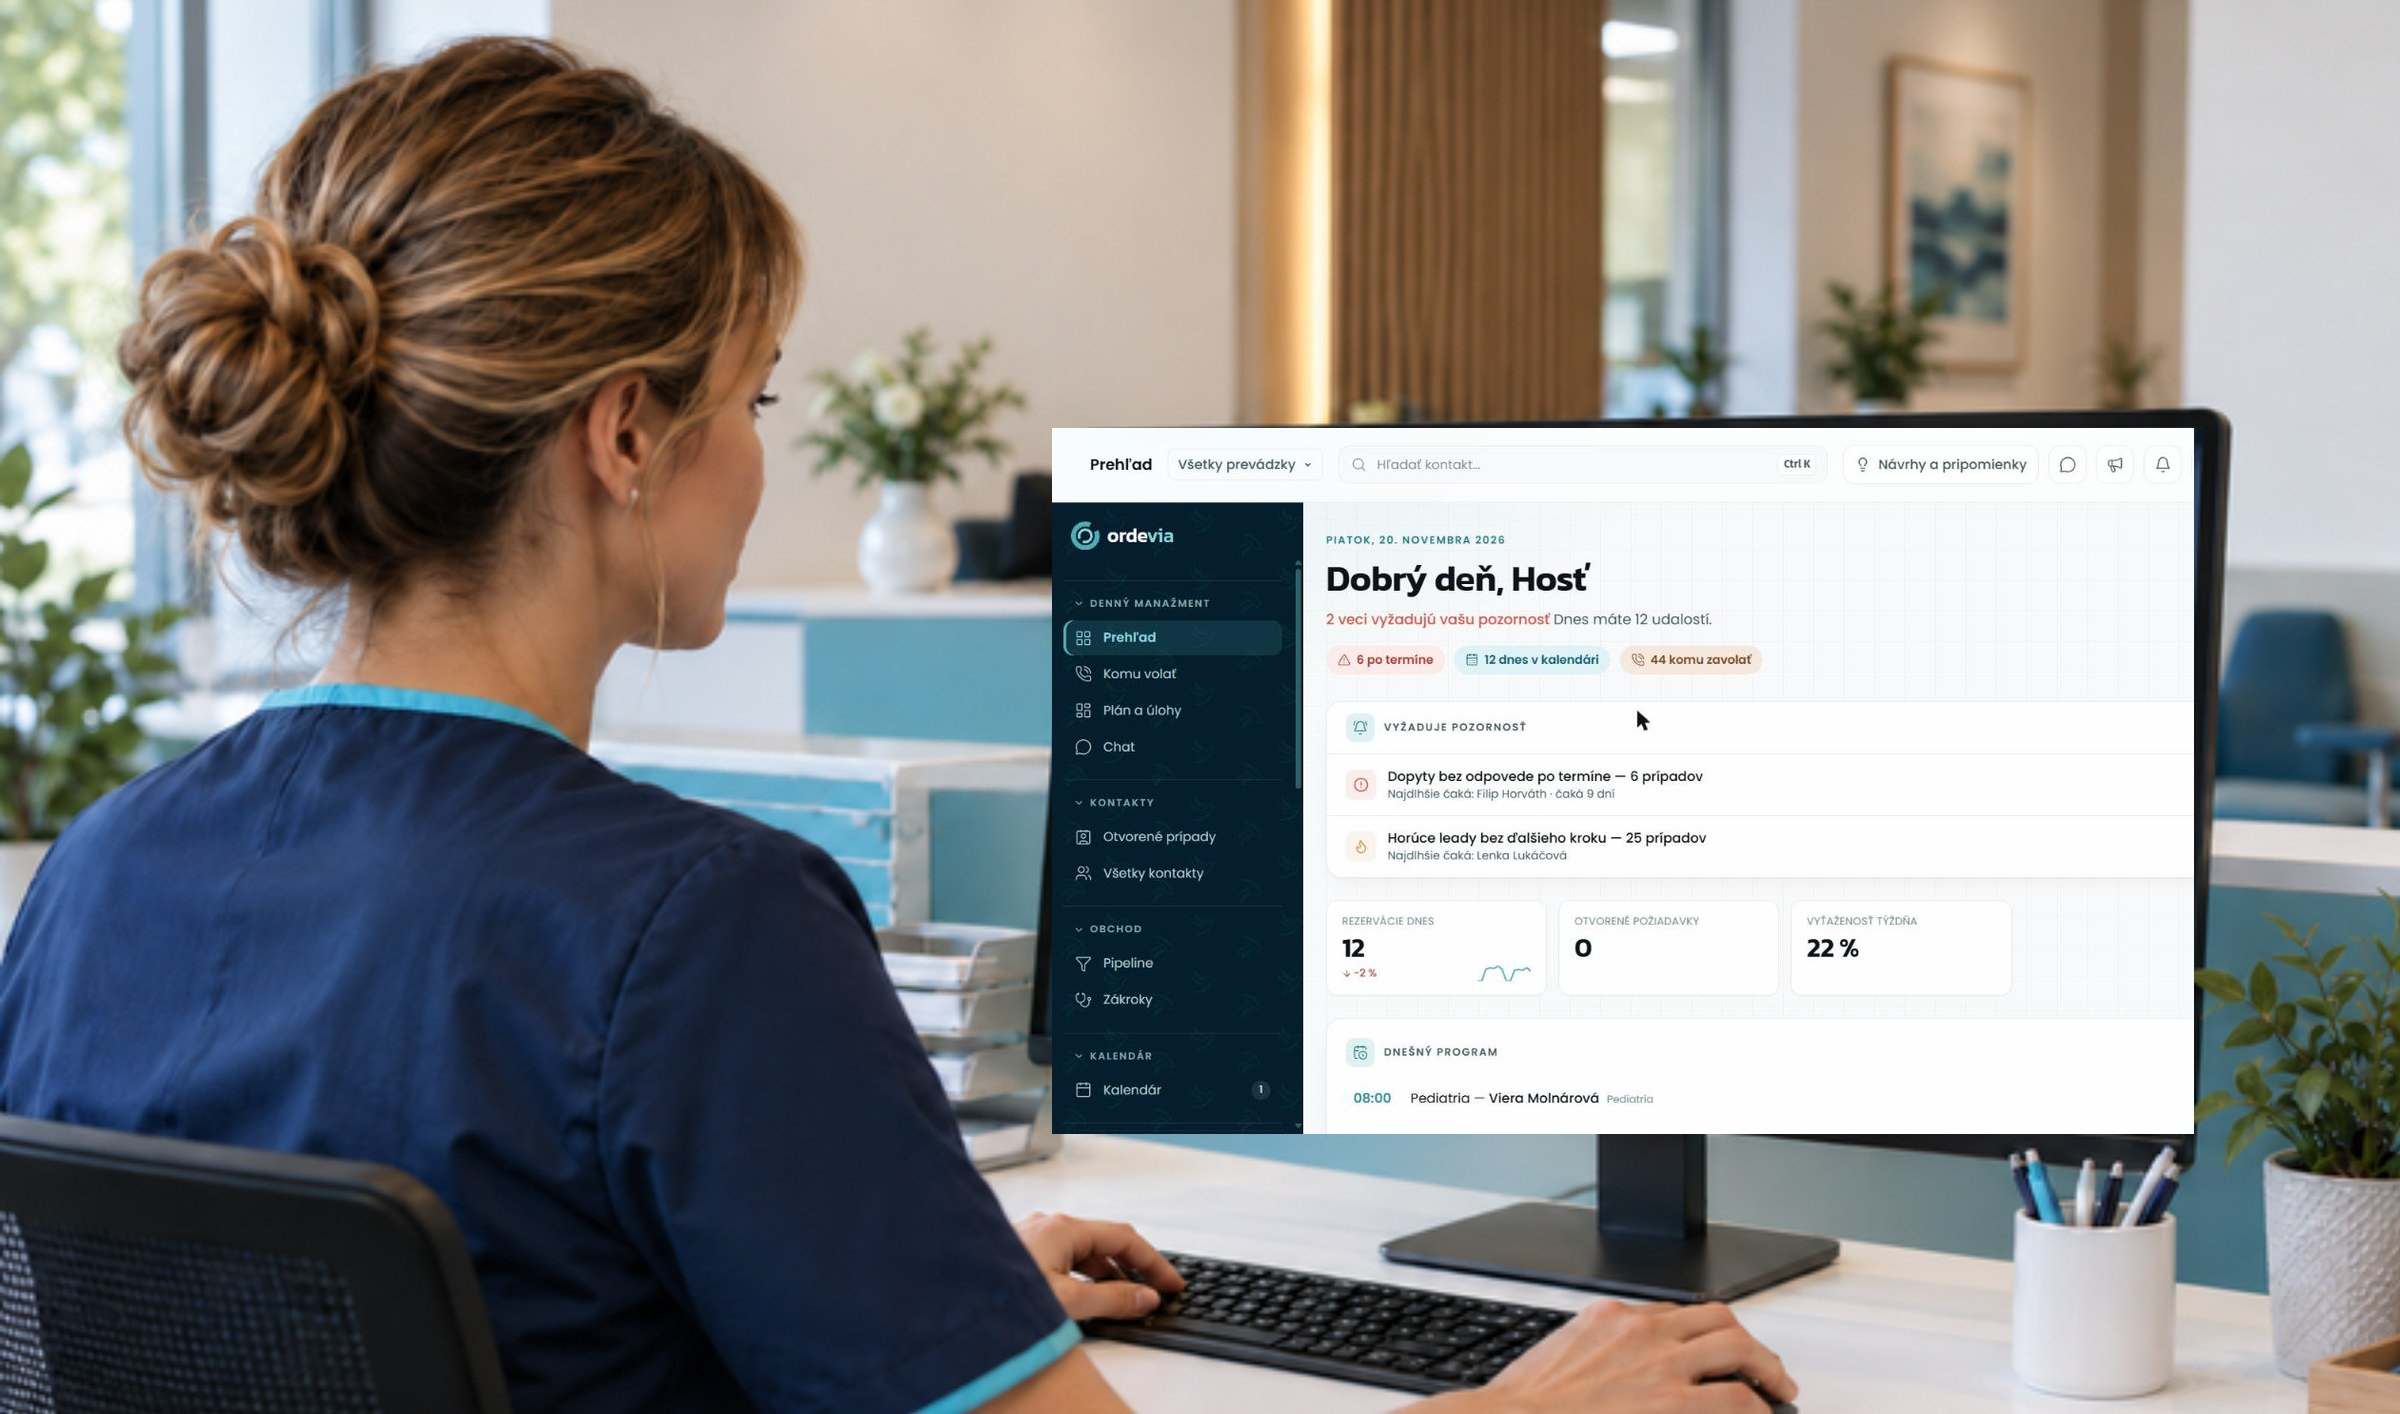 Prehľad
Všetky prevádzky
Hľadať kontakt...
Ctrl K
Návrhy a pripomienky
ordevia
DENNÝ MANAŽMENT
Prehľad
Komu volať
Plán a úlohy
Chat
KONTAKTY
Otvorené prípady
Všetky kontakty
OBCHOD
Pipeline
Zákroky
KALENDÁR
Kalendár
1
PIATOK, 20. NOVEMBRA 2026
Dobrý deň, Hosť
2 veci vyžadujú vašu pozornosť Dnes máte 12 udalostí.
6 po termíne
12 dnes v kalendári
44 komu zavolať
VYŽADUJE POZORNOSŤ
Dopyty bez odpovede po termíne — 6 prípadov
Najdlhšie čaká: Filip Horváth · čaká 9 dní
Horúce leady bez ďalšieho kroku — 25 prípadov
Najdlhšie čaká: Lenka Lukáčová
REZERVÁCIE DNES
12
↓ -2 %
OTVORENÉ POŽIADAVKY
0
VYŤAŽENOSŤ TÝŽDŇA
22 %
DNEŠNÝ PROGRAM
08:00 Pediatria — Viera Molnárová Pediatria